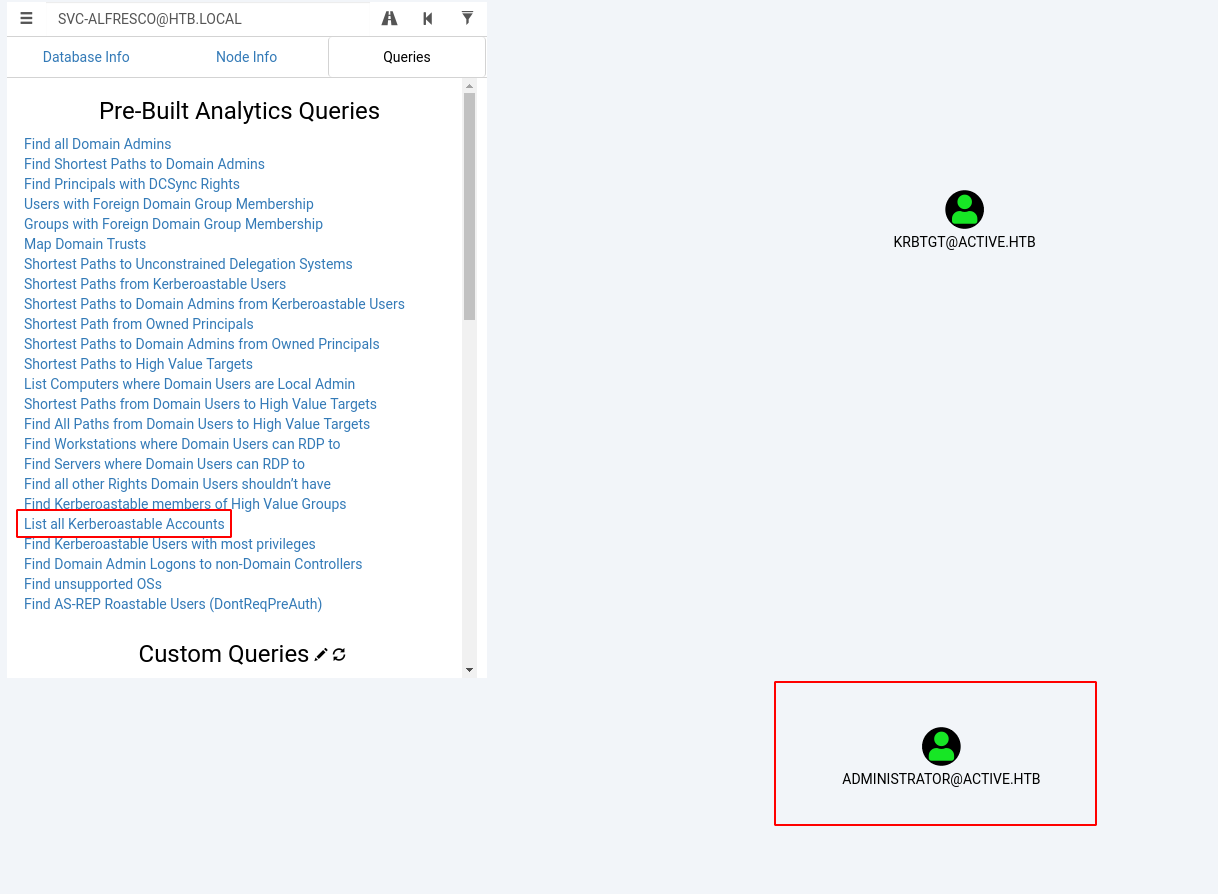 SVC-ALFRESCO@HTB.LOCAL
Database Info
Node Info
Queries
Pre-Built Analytics Queries
Find all Domain Admins
Find Shortest Paths to Domain Admins
Find Principals with DCSync Rights
Users with Foreign Domain Group Membership
Groups with Foreign Domain Group Membership
Map Domain Trusts
Shortest Paths to Unconstrained Delegation Systems
Shortest Paths from Kerberoastable Users
Shortest Paths to Domain Admins from Kerberoastable Users
Shortest Path from Owned Principals
Shortest Paths to Domain Admins from Owned Principals
Shortest Paths to High Value Targets
List Computers where Domain Users are Local Admin
Shortest Paths from Domain Users to High Value Targets
Find All Paths from Domain Users to High Value Targets
Find Workstations where Domain Users can RDP to
Find Servers where Domain Users can RDP to
Find all other Rights Domain Users shouldn’t have
Find Kerberoastable members of High Value Groups
List all Kerberoastable Accounts
Find Kerberoastable Users with most privileges
Find Domain Admin Logons to non-Domain Controllers
Find unsupported OSs
Find AS-REP Roastable Users (DontReqPreAuth)
Custom Queries
KRBTGT@ACTIVE.HTB
ADMINISTRATOR@ACTIVE.HTB